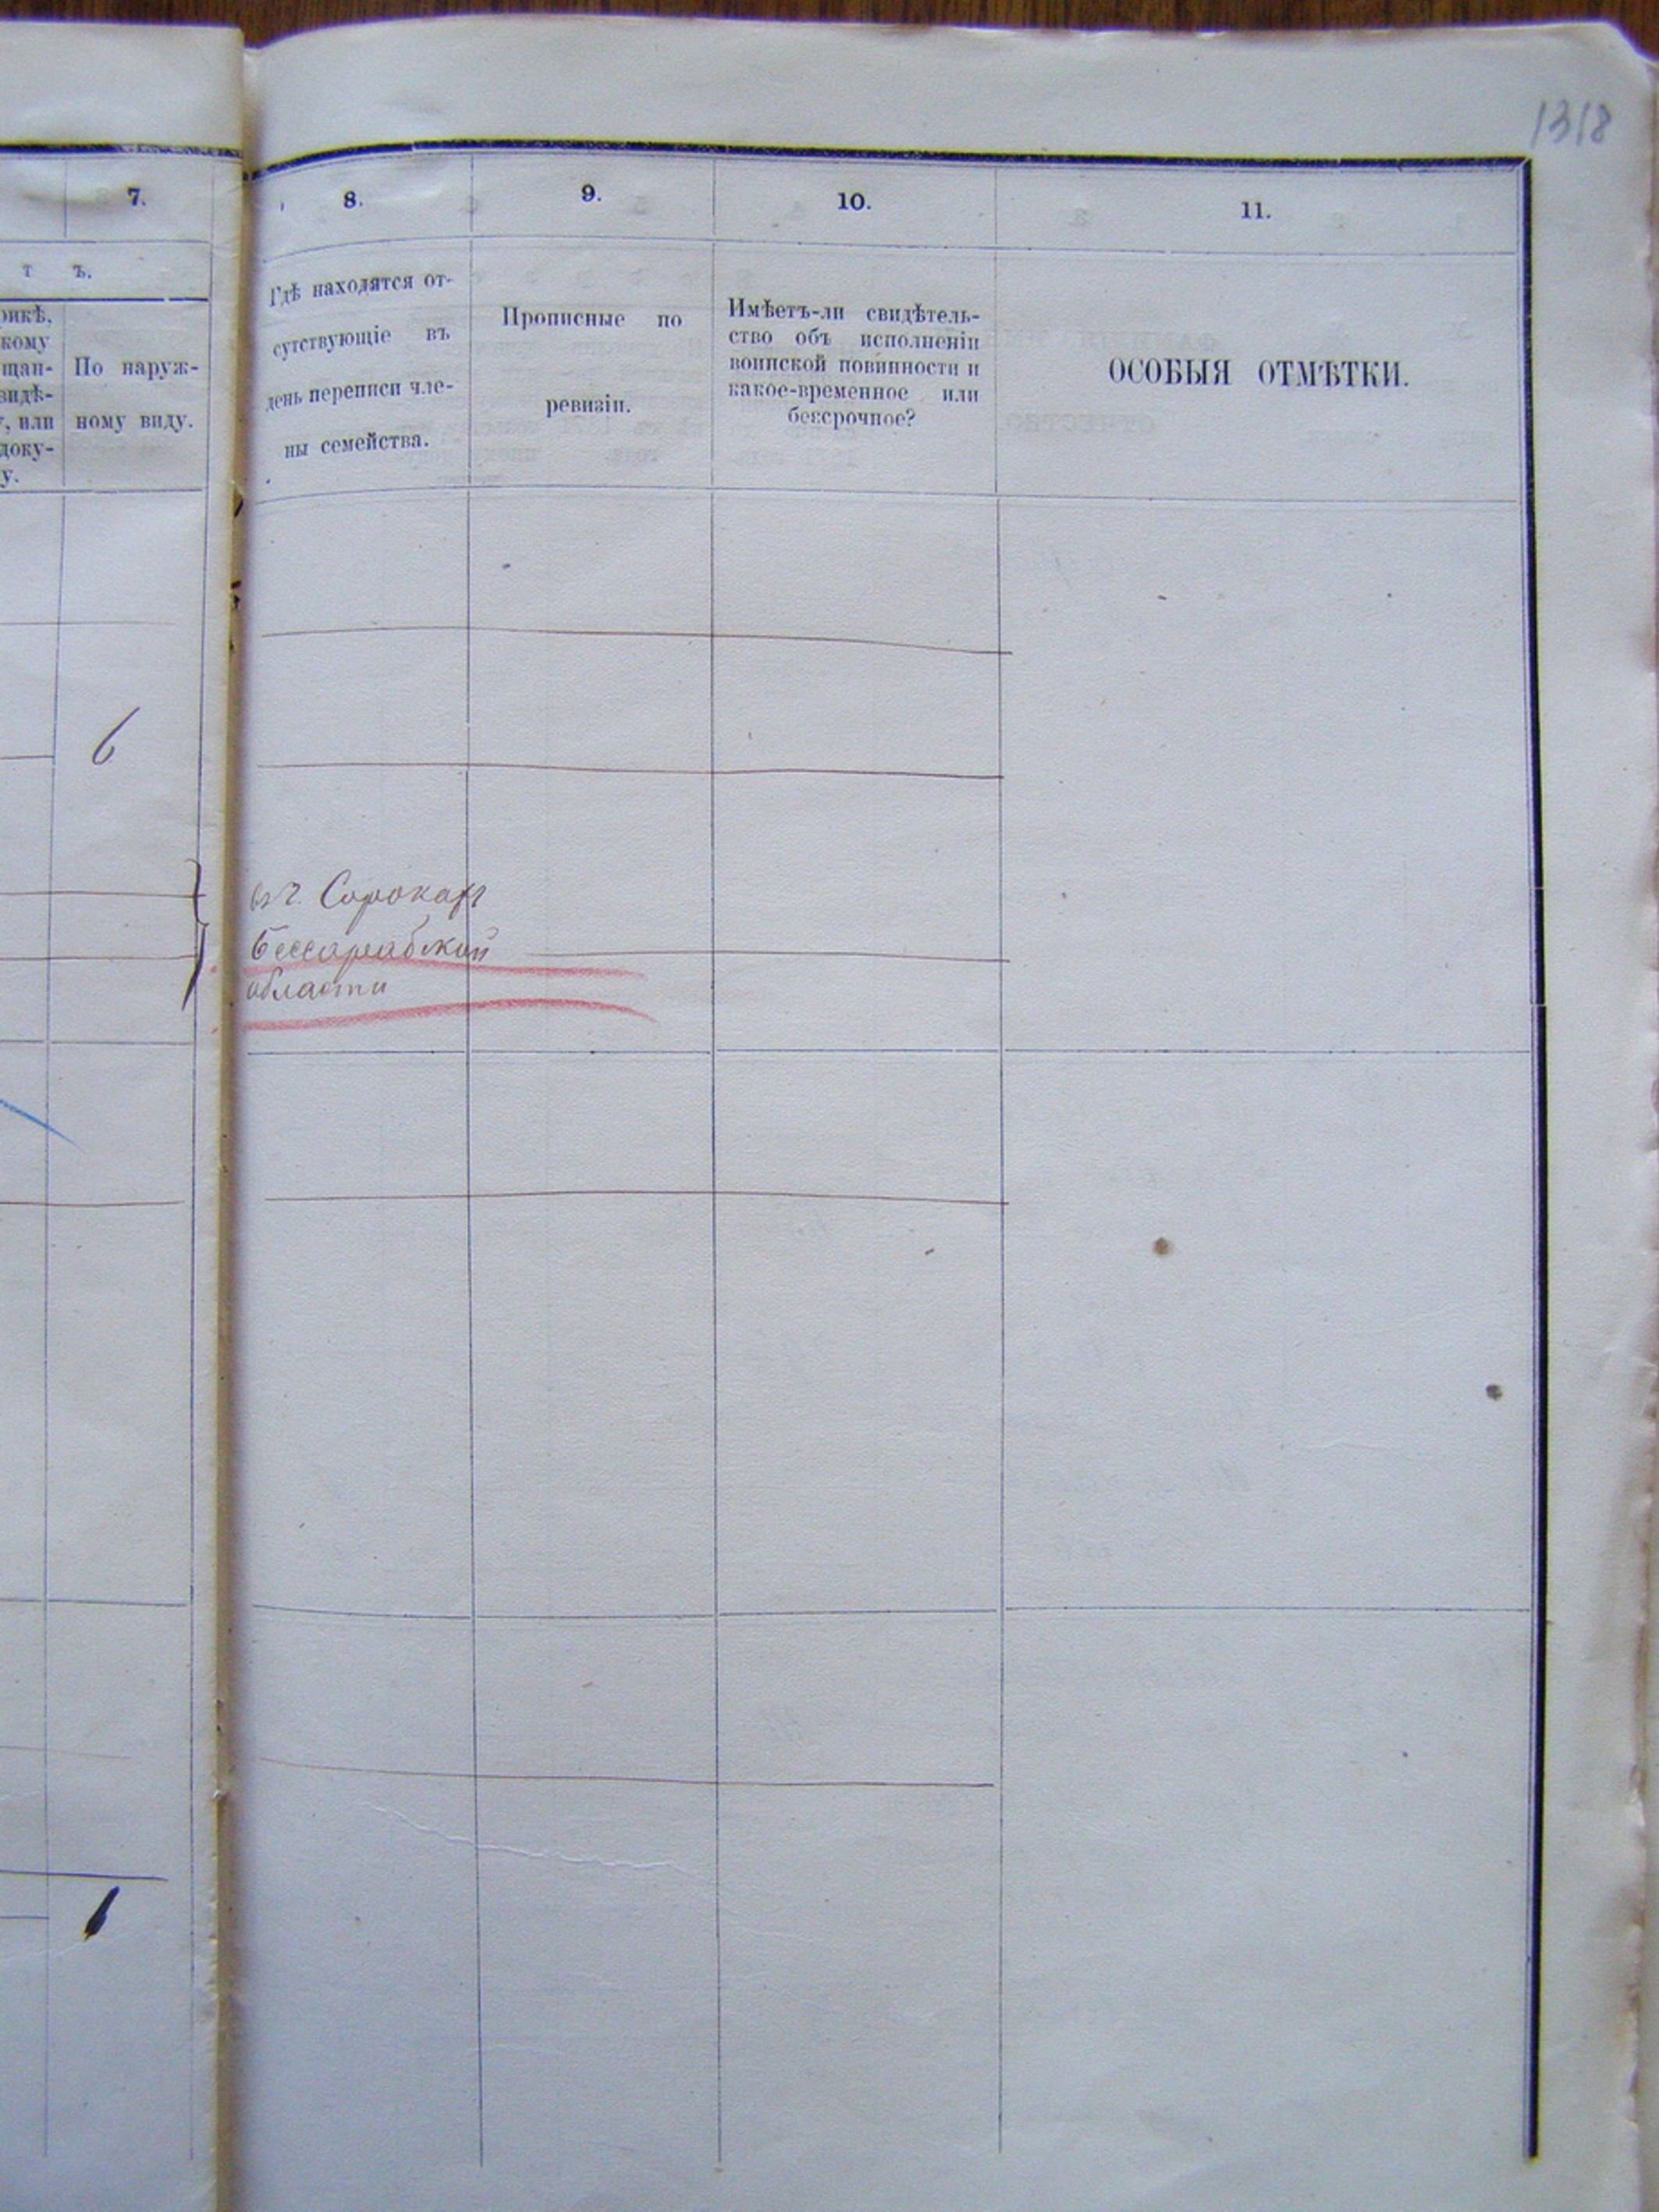 1318
7.
8.
9.
10.
11.
т ъ.
рикѣ,
кому
щан-
видѣ-
, или
доку-
у.
По наруж-
ному виду.
Гдѣ находятся от-
сутствующіе въ
день переписи чле-
ны семейства.
Прописные по
ревизіи.
Имѣетъ-ли свидѣтель-
ство объ исполненіи
воинской повинности и
какое-временное или
безсрочное?
ОСОБЫЯ ОТМѢТКИ.
6
въ г. Сорокахъ
Бессарабской
области